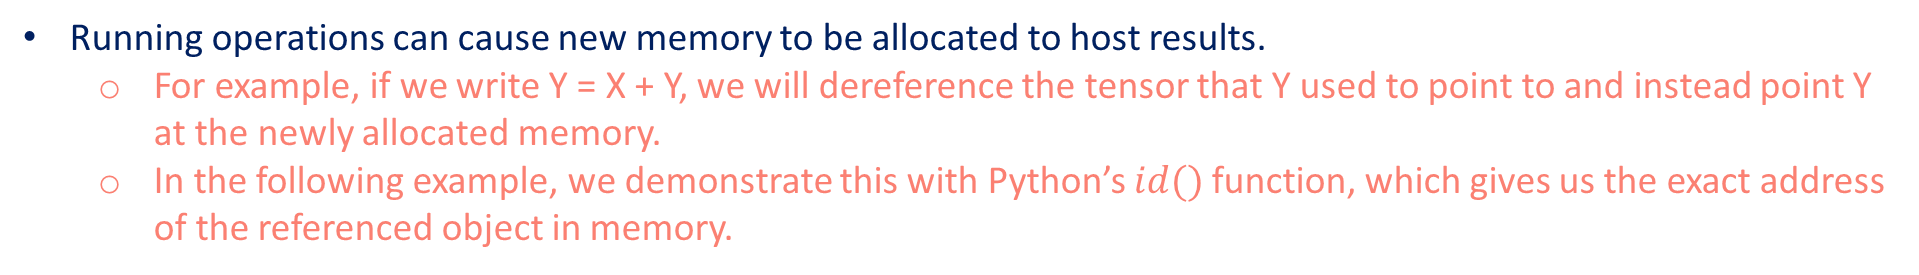 • Running operations can cause new memory to be allocated to host results.
○ For example, if we write Y = X + Y, we will dereference the tensor that Y used to point to and instead point Y
at the newly allocated memory.
○ In the following example, we demonstrate this with Python’s id() function, which gives us the exact address
of the referenced object in memory.